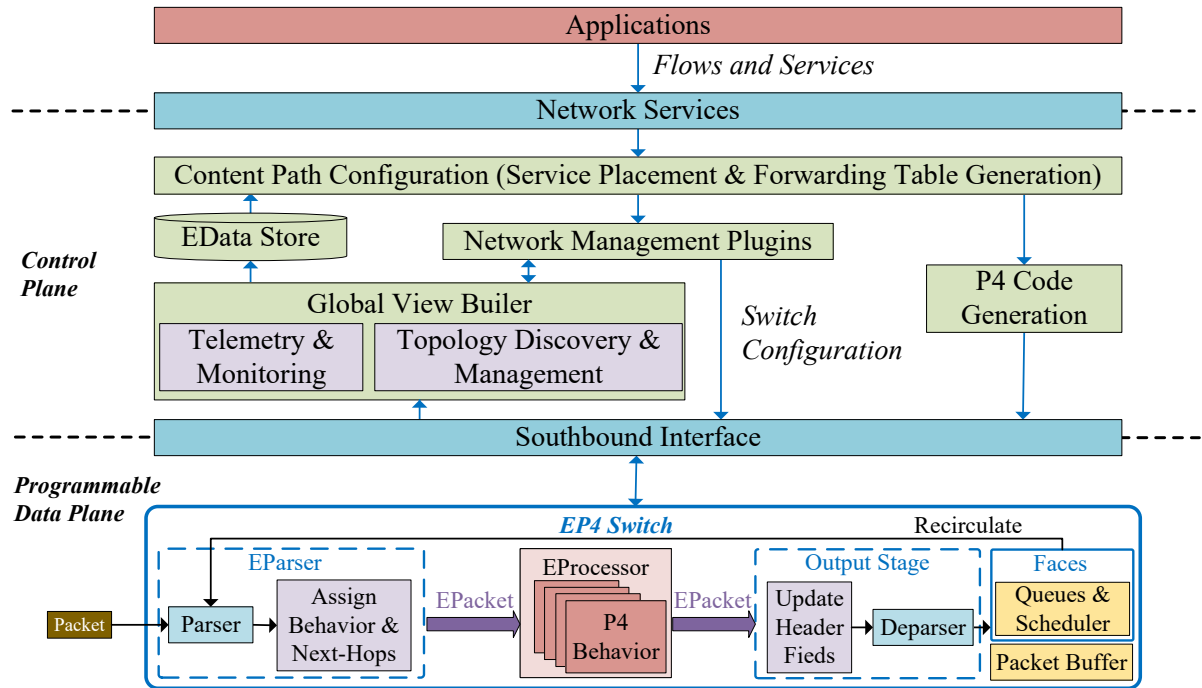 Applications
Flows and Services
Network Services
Content Path Configuration (Service Placement & Forwarding Table Generation)
EData Store
Network Management Plugins
Control
Plane
Global View Builer
Telemetry &
Monitoring
Topology Discovery &
Management
Switch
Configuration
P4 Code
Generation
Southbound Interface
Programmable
Data Plane
EP4 Switch
Recirculate
EParser
EProcessor
Output Stage
Faces
Packet
Parser
Assign
Behavior &
Next-Hops
EPacket
P4
Behavior
EPacket
Update
Header
Fieds
Deparser
Queues &
Scheduler
Packet Buffer